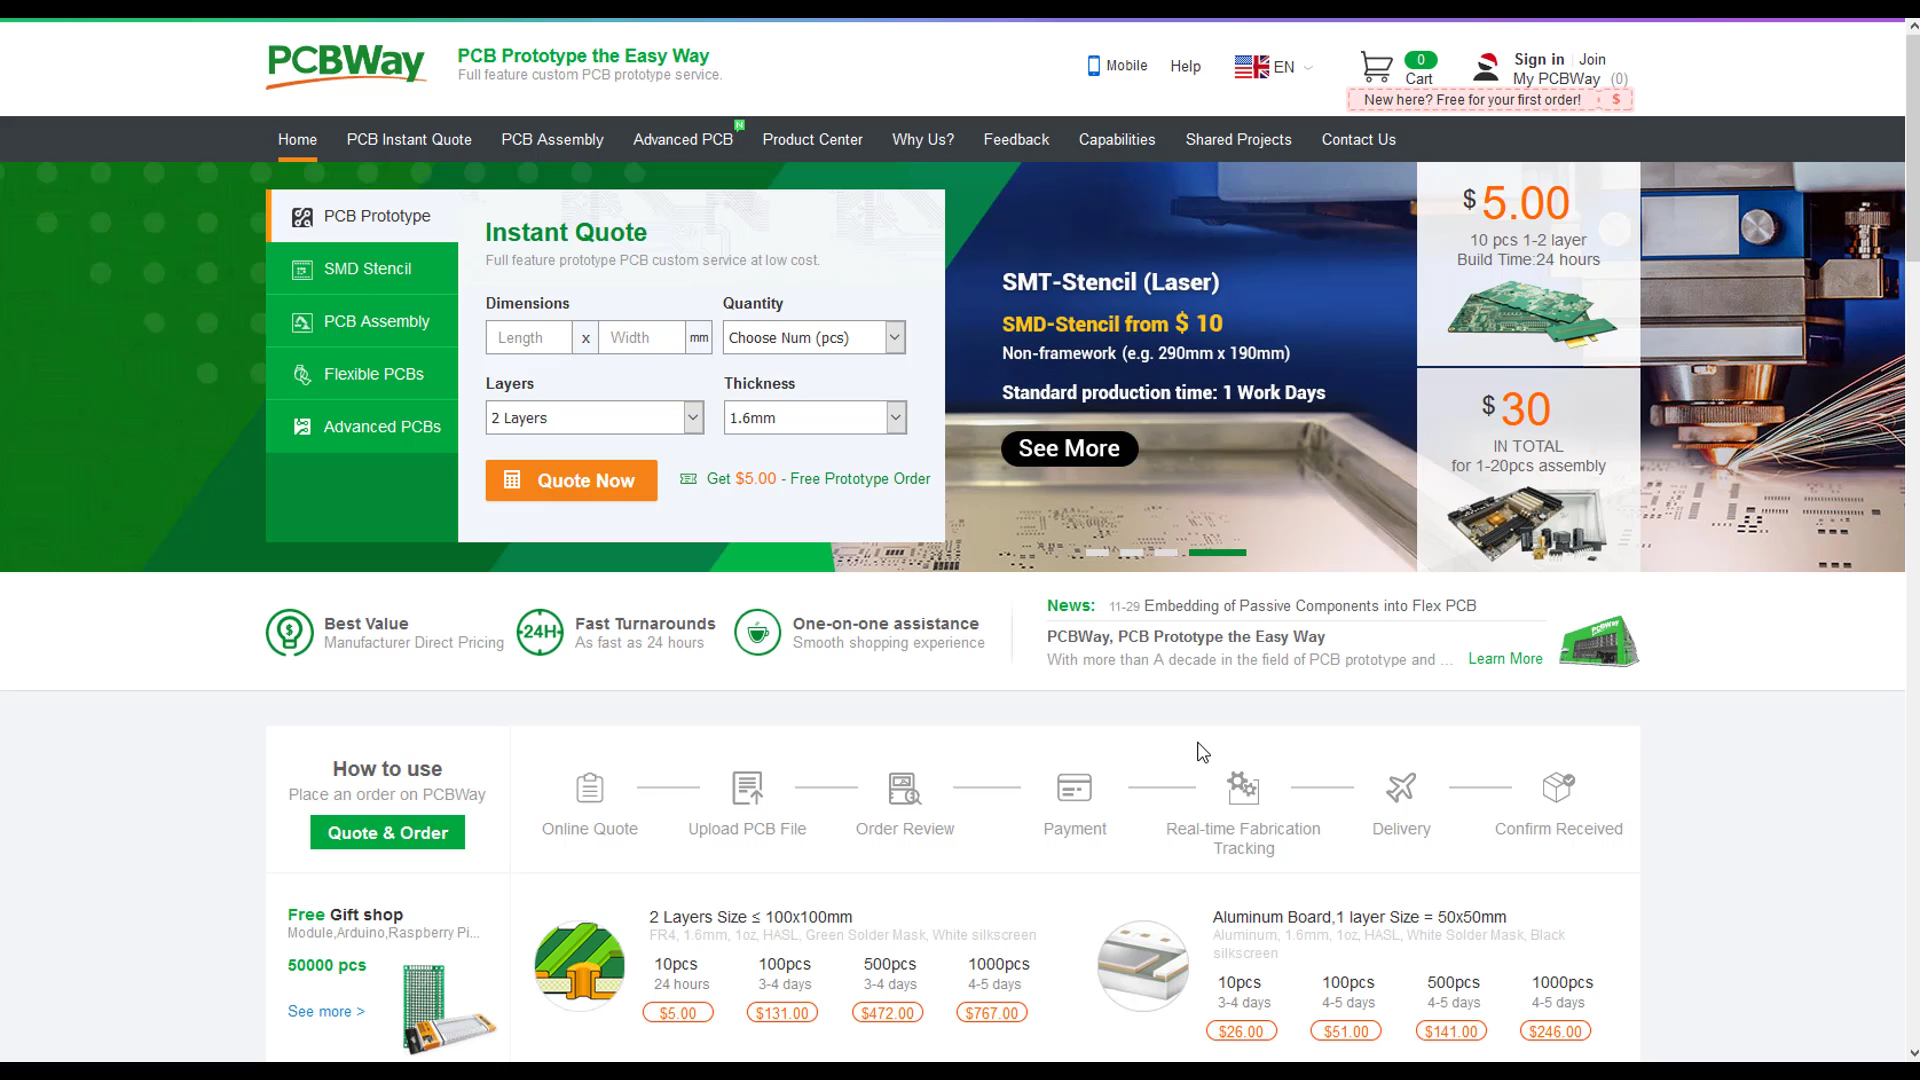 PCBWay
PCB Prototype the Easy Way
Full feature custom PCB prototype service.
Mobile
Help
EN
0
Cart
Sign in
Join
My PCBWay (0)
New here? Free for your first order!
$
Home
PCB Instant Quote
PCB Assembly
Advanced PCB
N
Product Center
Why Us?
Feedback
Capabilities
Shared Projects
Contact Us
PCB Prototype
SMD Stencil
PCB Assembly
Flexible PCBs
Advanced PCBs
Instant Quote
Full feature prototype PCB custom service at low cost.
Dimensions
Quantity
Length x Width mm
Choose Num (pcs)
Layers
Thickness
2 Layers
1.6mm
Quote Now
Get $5.00 - Free Prototype Order
SMT-Stencil (Laser)
SMD-Stencil from $ 10
Non-framework (e.g. 290mm x 190mm)
Standard production time: 1 Work Days
See More
$ 5.00
10 pcs 1-2 layer
Build Time:24 hours
$ 30
IN TOTAL
for 1-20pcs assembly
Best Value
Manufacturer Direct Pricing
24H
Fast Turnarounds
As fast as 24 hours
One-on-one assistance
Smooth shopping experience
News: 11-29 Embedding of Passive Components into Flex PCB
PCBWay, PCB Prototype the Easy Way
With more than A decade in the field of PCB prototype and ... Learn More
PCBWay
How to use
Place an order on PCBWay
Quote & Order
Online Quote
Upload PCB File
Order Review
Payment
Real-time Fabrication
Tracking
Delivery
Confirm Received
Free Gift shop
Module,Arduino,Raspberry Pi...
50000 pcs
See more >
2 Layers Size ≤ 100x100mm
FR4, 1.6mm, 1oz, HASL, Green Solder Mask, White silkscreen
10pcs 100pcs 500pcs 1000pcs
24 hours 3-4 days 3-4 days 4-5 days
$5.00 $131.00 $472.00 $767.00
Aluminum Board,1 layer Size = 50x50mm
Aluminum, 1.6mm, 1oz, HASL, White Solder Mask, Black
silkscreen
10pcs 100pcs 500pcs 1000pcs
3-4 days 4-5 days 4-5 days 4-5 days
$26.00 $51.00 $141.00 $246.00